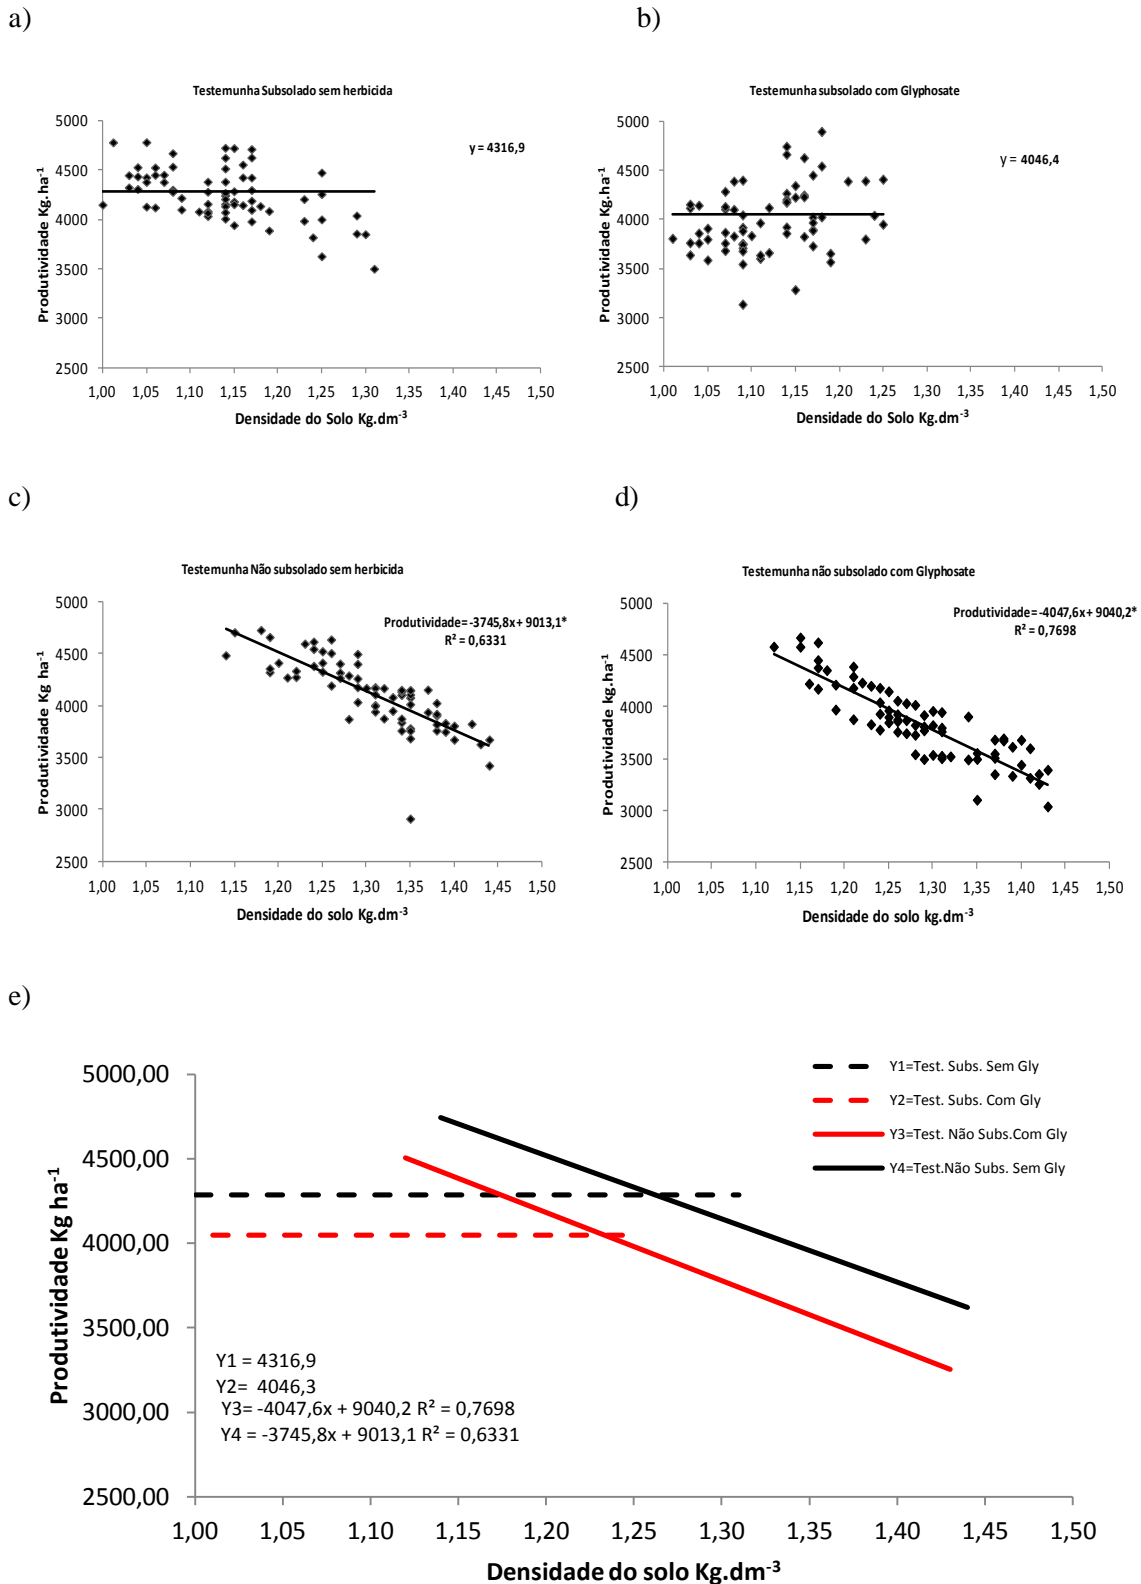 a)
b)
Testemunha Subsolado sem herbicida
5000
4500
4000
3500
3000
2500
y = 4316,9
Produtividade Kg.ha-1
1,00 1,05 1,10 1,15 1,20 1,25 1,30 1,35 1,40 1,45 1,50
Densidade do Solo Kg.dm-3
Testemunha subsolado com Glyphosate
5000
4500
4000
3500
3000
2500
y = 4046,4
Produtividade Kg.ha-1
1,00 1,05 1,10 1,15 1,20 1,25 1,30 1,35 1,40 1,45 1,50
Densidade do Solo Kg.dm-3
c)
d)
Testemunha Não subsolado sem herbicida
5000
4500
4000
3500
3000
2500
Produtividade= -3745,8x+ 9013,1*
R² = 0,6331
Produtividade Kg ha-1
1,00 1,05 1,10 1,15 1,20 1,25 1,30 1,35 1,40 1,45 1,50
Densidade do solo Kg.dm-3
Testemunha não subsolado com Glyphosate
5000
4500
4000
3500
3000
2500
Produtividade= -4047,6x+ 9040,2*
R² = 0,7698
Produtividade kg.ha-1
1,00 1,05 1,10 1,15 1,20 1,25 1,30 1,35 1,40 1,45 1,50
Densidade do solo kg.dm-3
e)
5000,00
4500,00
4000,00
3500,00
3000,00
2500,00
Produtividade Kg ha-1
Y1=Test. Subs. Sem Gly
Y2=Test. Subs. Com Gly
Y3=Test. Não Subs.Com Gly
Y4=Test.Não Subs. Sem Gly
Y1 = 4316,9
Y2= 4046,3
Y3= -4047,6x + 9040,2 R² = 0,7698
Y4 = -3745,8x + 9013,1 R² = 0,6331
1,00 1,05 1,10 1,15 1,20 1,25 1,30 1,35 1,40 1,45 1,50
Densidade do solo Kg.dm-3